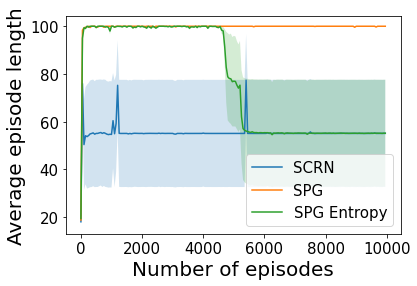 Average episode length
100
80
60
40
20
SCRN
SPG
SPG Entropy
0
2000
4000
6000
8000
10000
Number of episodes